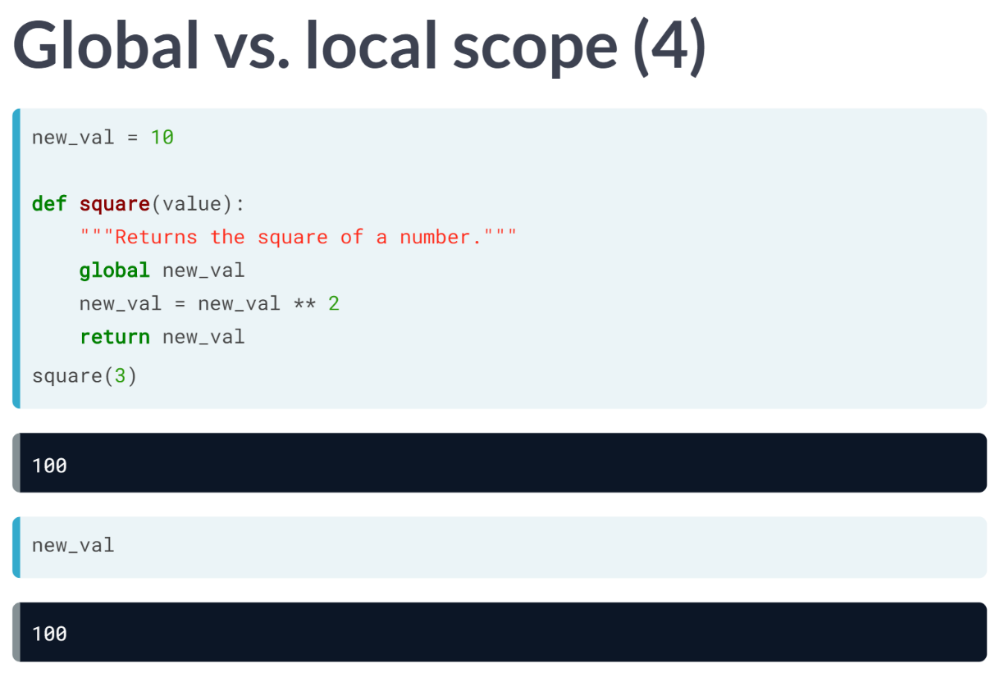 Global vs. local scope (4)
new_val = 10
def square(value):
    """Returns the square of a number."""
    global new_val
    new_val = new_val ** 2
    return new_val
square(3)
100
new_val
100